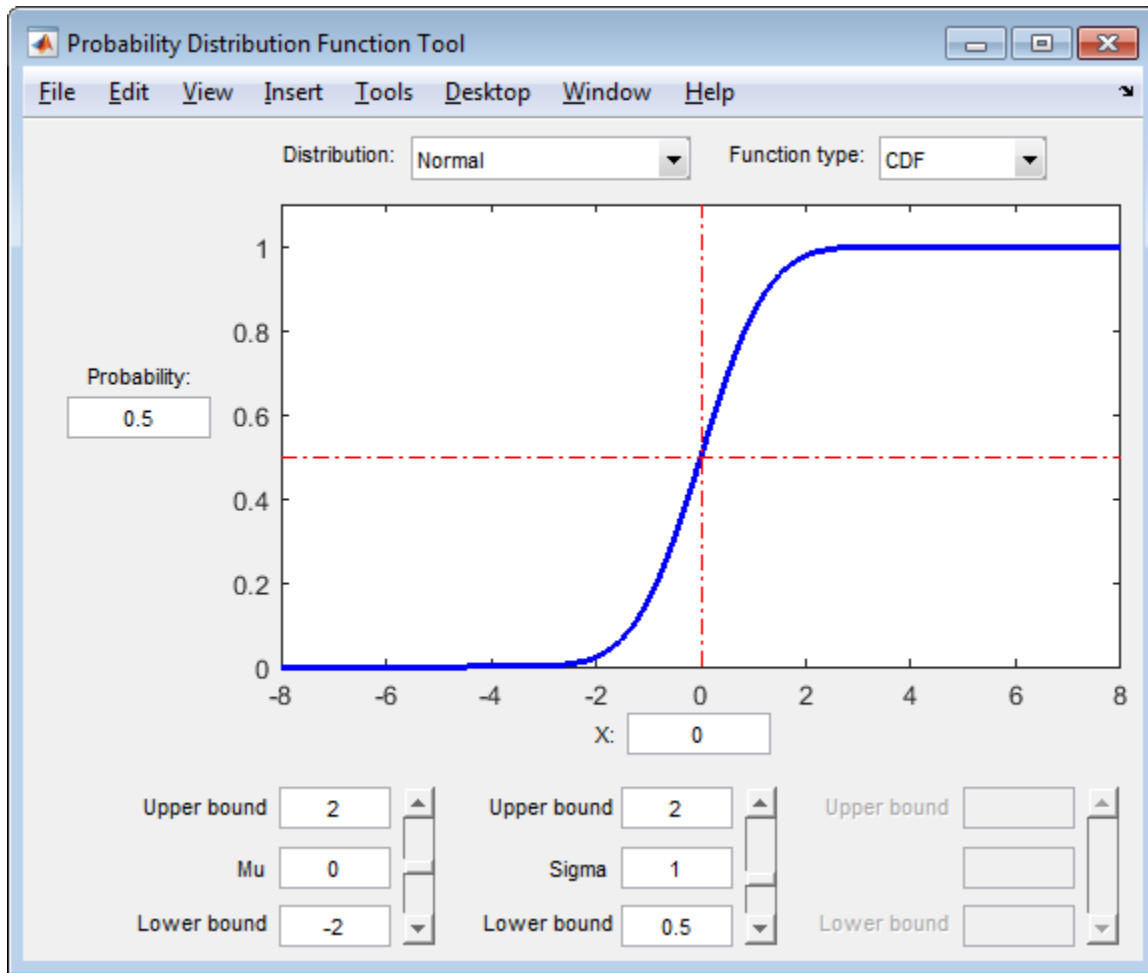 Probability Distribution Function Tool
File Edit View Insert Tools Desktop Window Help
Distribution: Normal Function type: CDF
1
0.8
Probability:
0.5
0.6
0.4
0.2
0
-8 -6 -4 -2 0 2 4 6 8
X: 0
Upper bound 2 Upper bound 2 Upper bound
Mu 0 Sigma 1
Lower bound -2 Lower bound 0.5 Lower bound